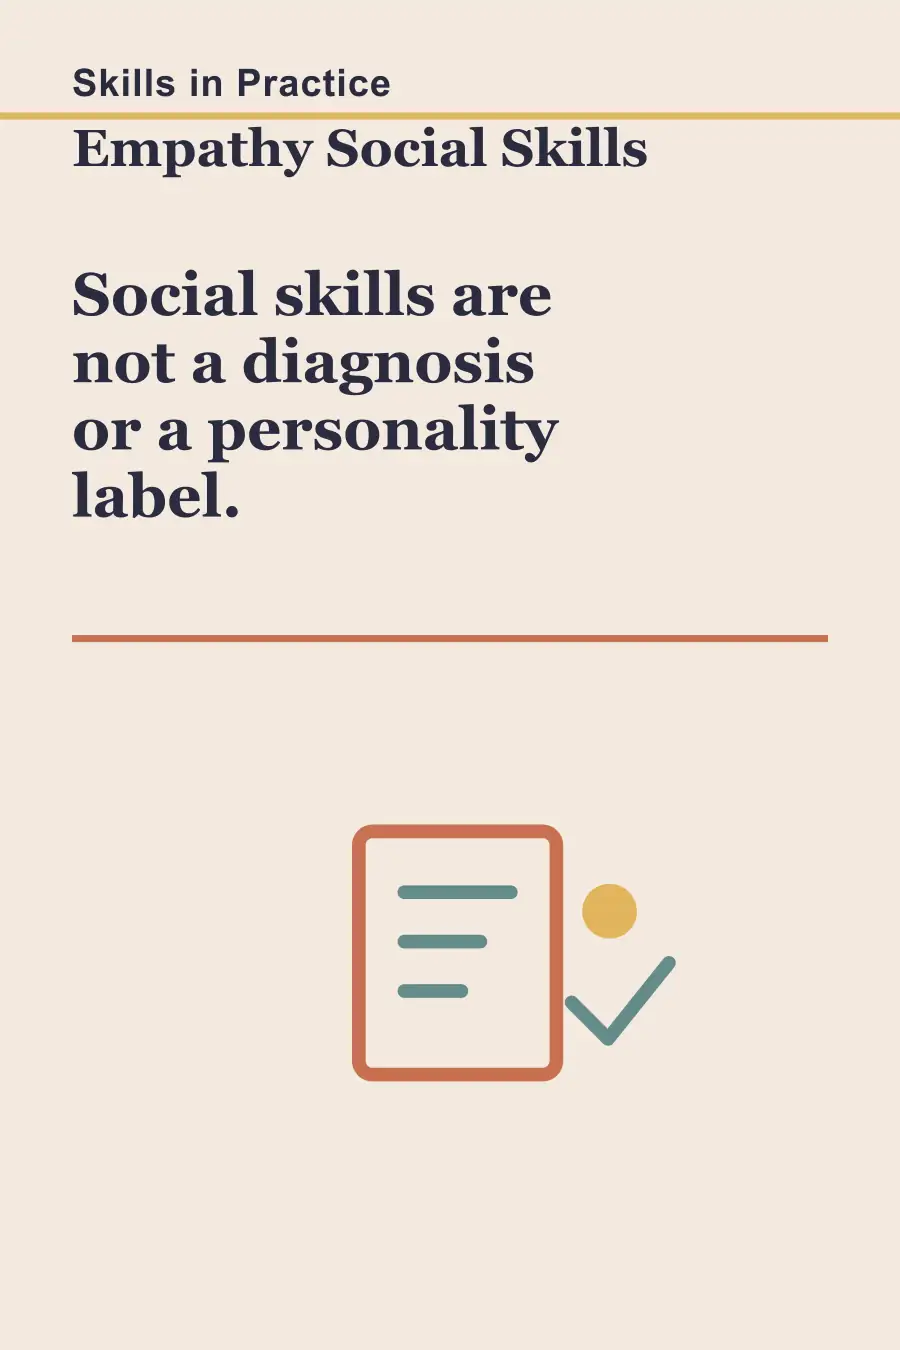 Skills in Practice
Empathy Social Skills
Social skills are
not a diagnosis
or a personality
label.